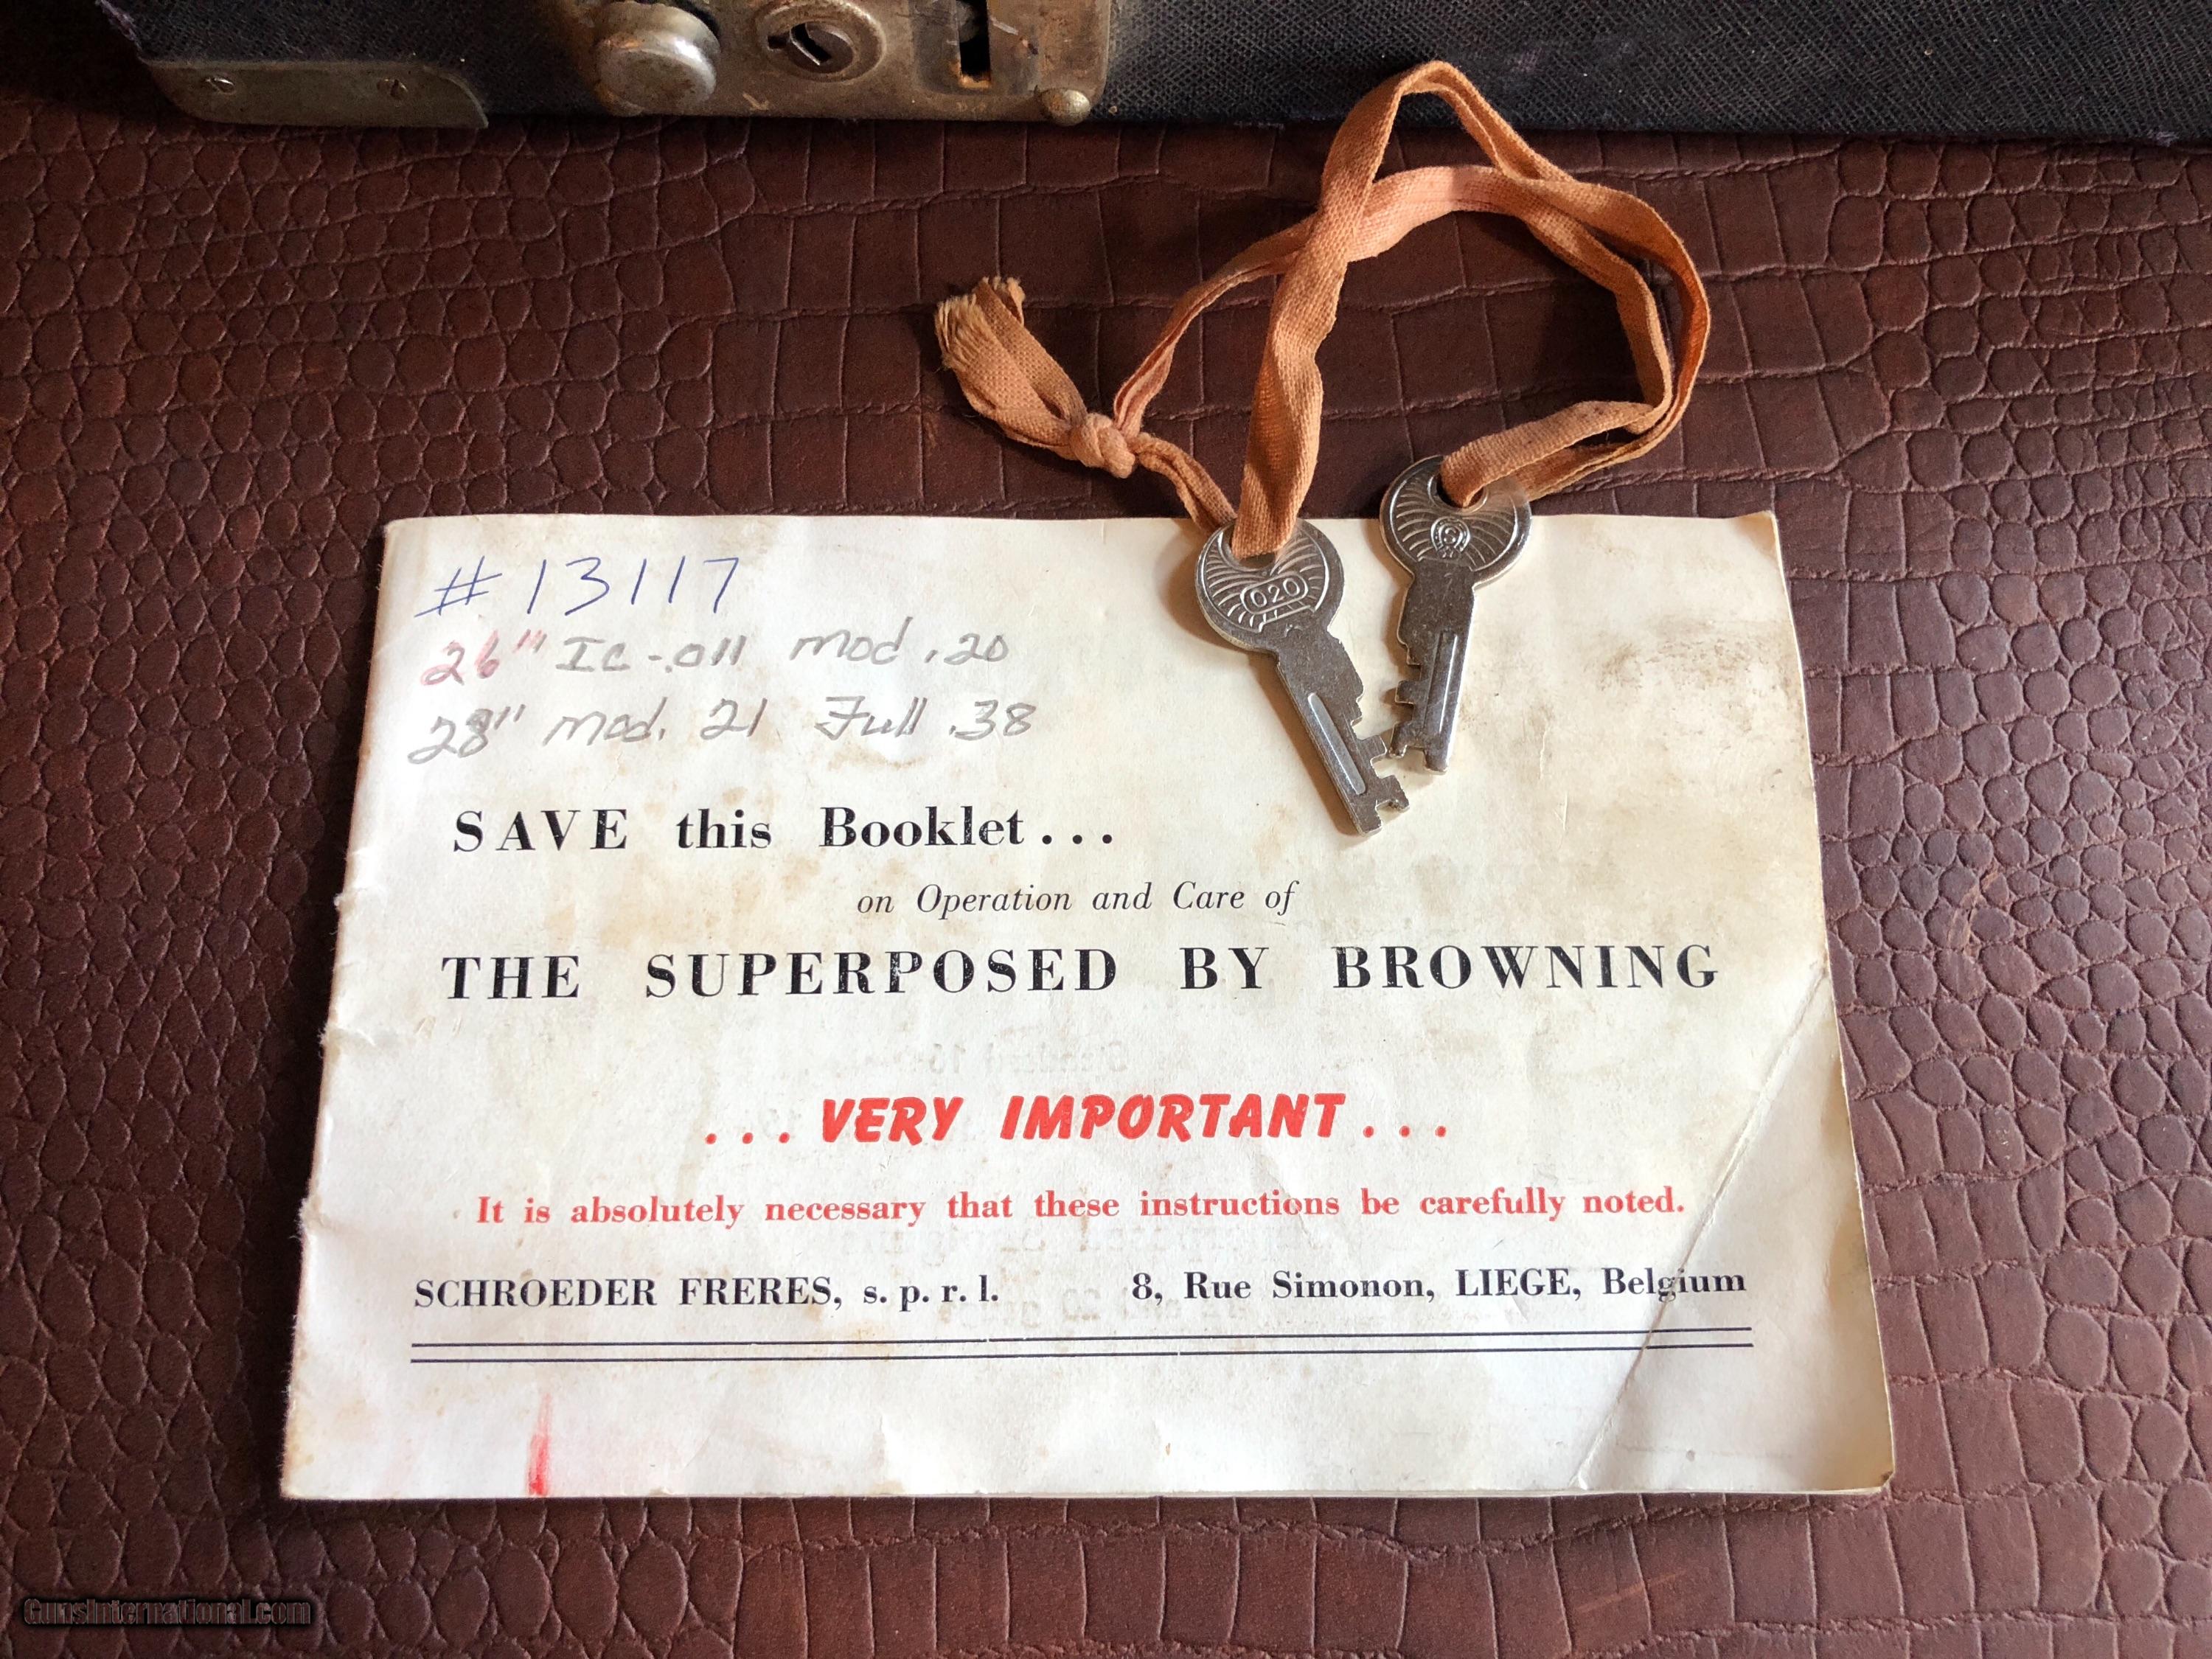 020
# 13117
26" Ic -.011 mod .20
28" mod. 21 Full .38
SAVE this Booklet...
on Operation and Care of
THE SUPERPOSED BY BROWNING
...VERY IMPORTANT...
It is absolutely necessary that these instructions be carefully noted.
SCHROEDER FRERES, s. p. r. l. 8, Rue Simonon, LIEGE, Belgium
GunsInternational.com